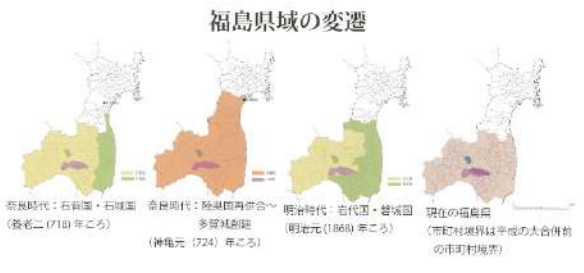 福島県域の変遷
奈良時代：石背国・石城国
（養老二（718）年ころ）
奈良時代：陸奥国再併合～
多賀城創建
（神亀元（724）年ころ）
明治時代：岩代国・磐城国
（明治元（1868）年ころ）
現在の福島県
（市町村境界は平成の大合併前
の市町村境界）